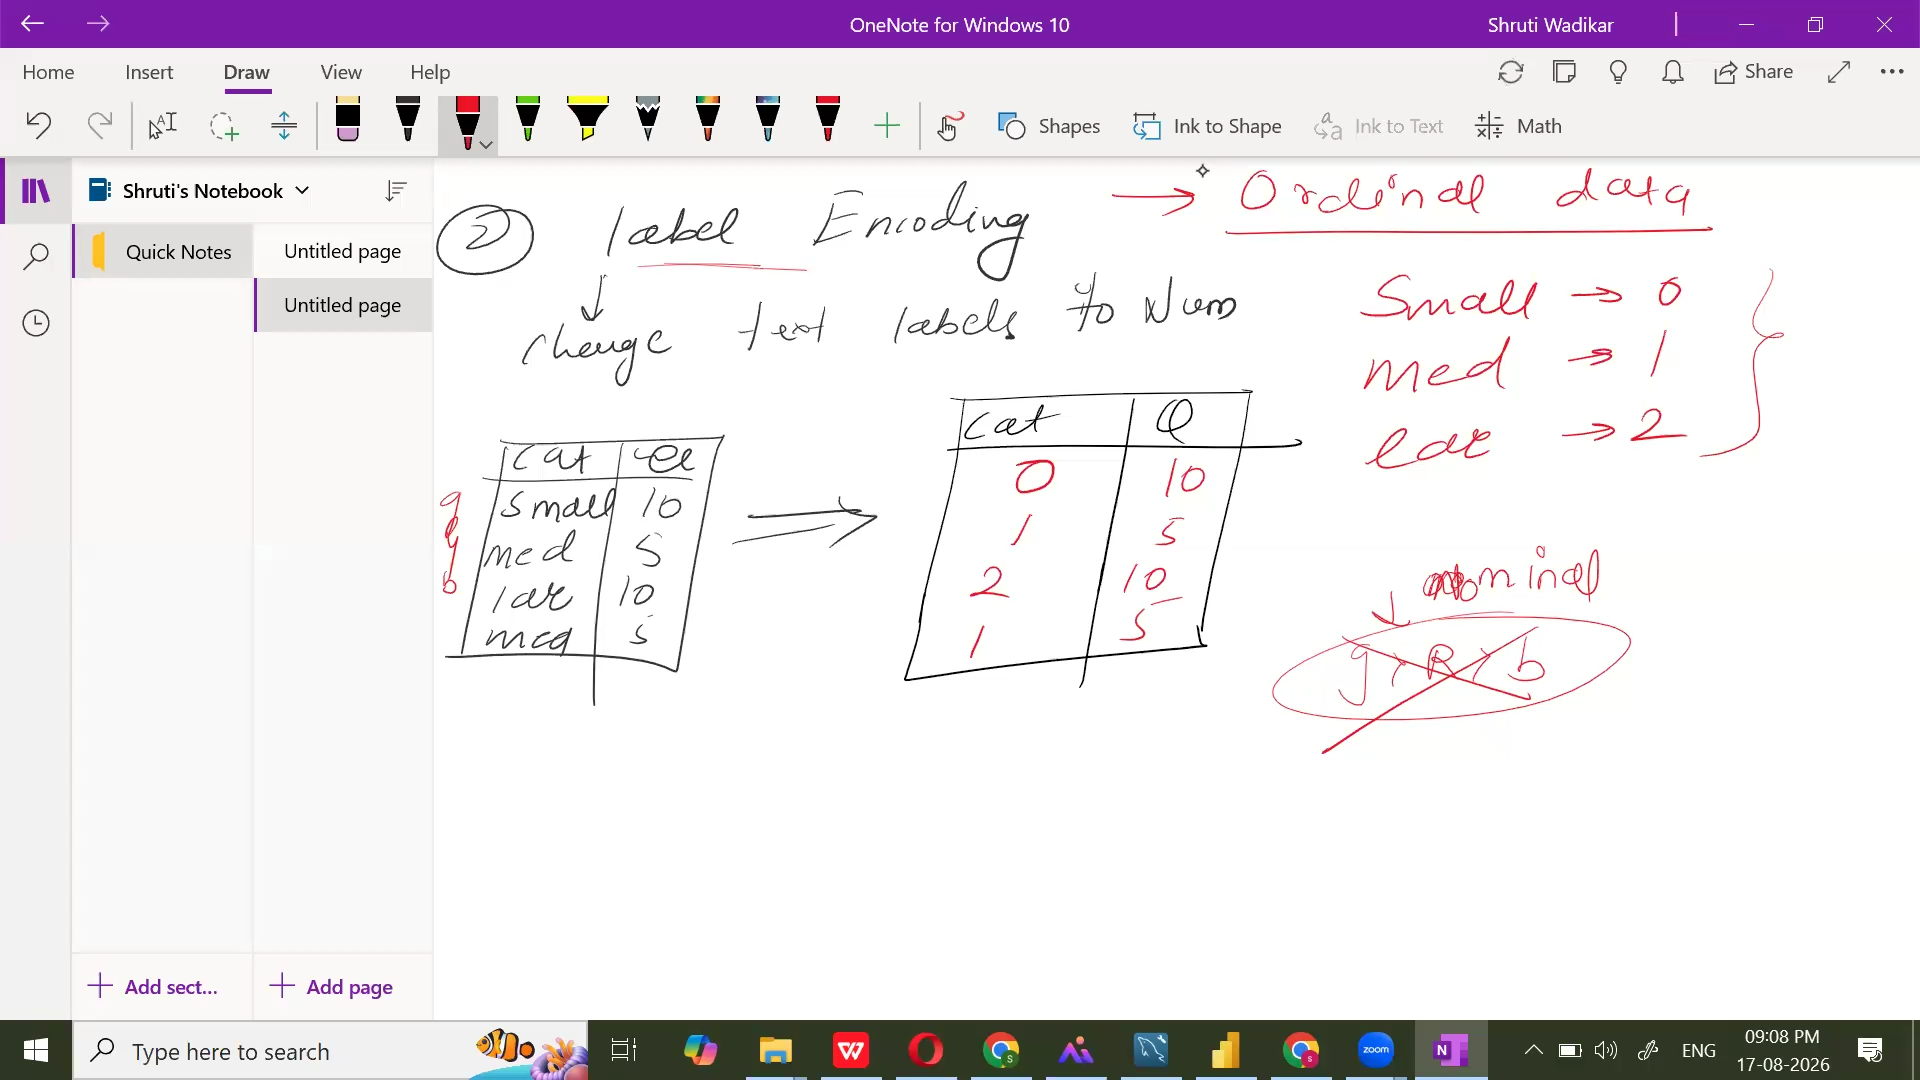 OneNote for Windows 10
Shruti Wadikar
Home Insert Draw View Help
Share
Shapes Ink to Shape Ink to Text Math
Shruti's Notebook
Quick Notes
Untitled page
Untitled page
Add sect...
Add page
2 label Encoding → Ordinal data
change text labels to Num
Small → 0
med → 1
lar → 2
cat
small 10
med 5
lar 10
med 5
cat Q
0 10
1 5
2 10
1 5
nominal
g > R > b
Type here to search
zoom
ENG
09:08 PM
17-08-2026